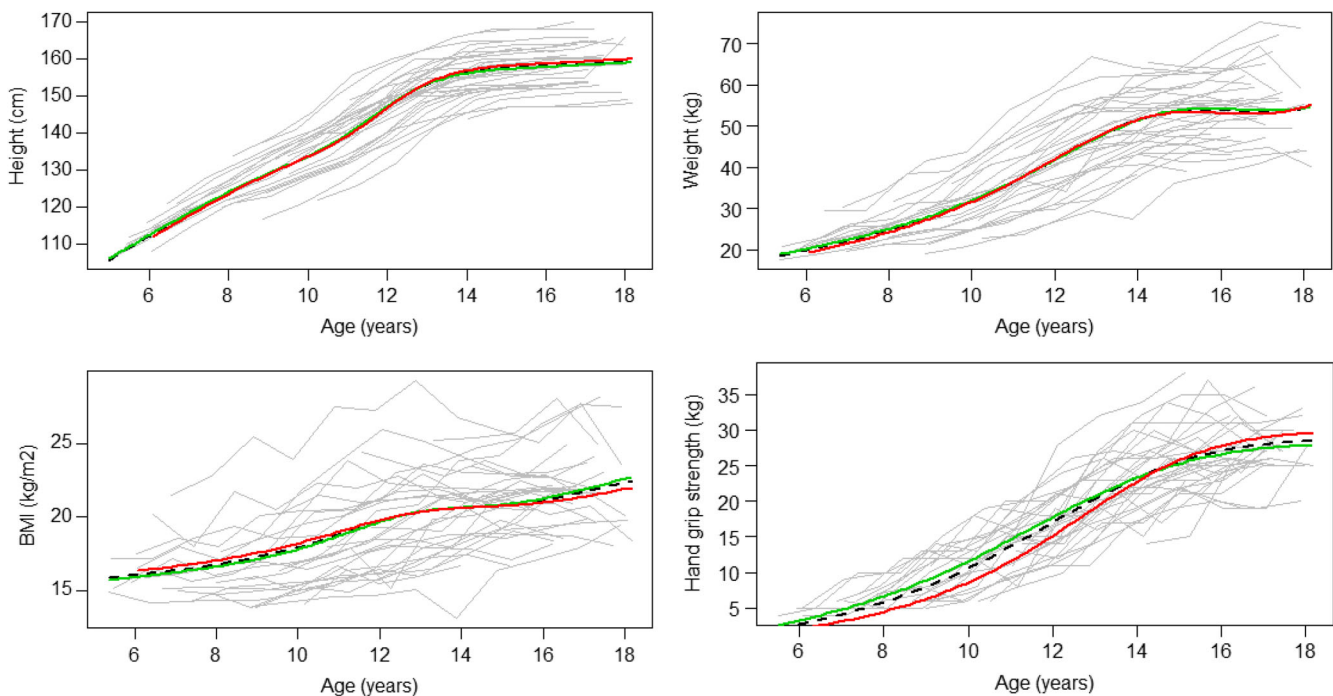 Height (cm)
170
160
150
140
130
120
110
6 8 10 12 14 16 18
Age (years)
Weight (kg)
70
60
50
40
30
20
6 8 10 12 14 16 18
Age (years)
BMI (kg/m2)
25
20
15
6 8 10 12 14 16 18
Age (years)
Hand grip strength (kg)
35
30
25
20
15
10
5
6 8 10 12 14 16 18
Age (years)